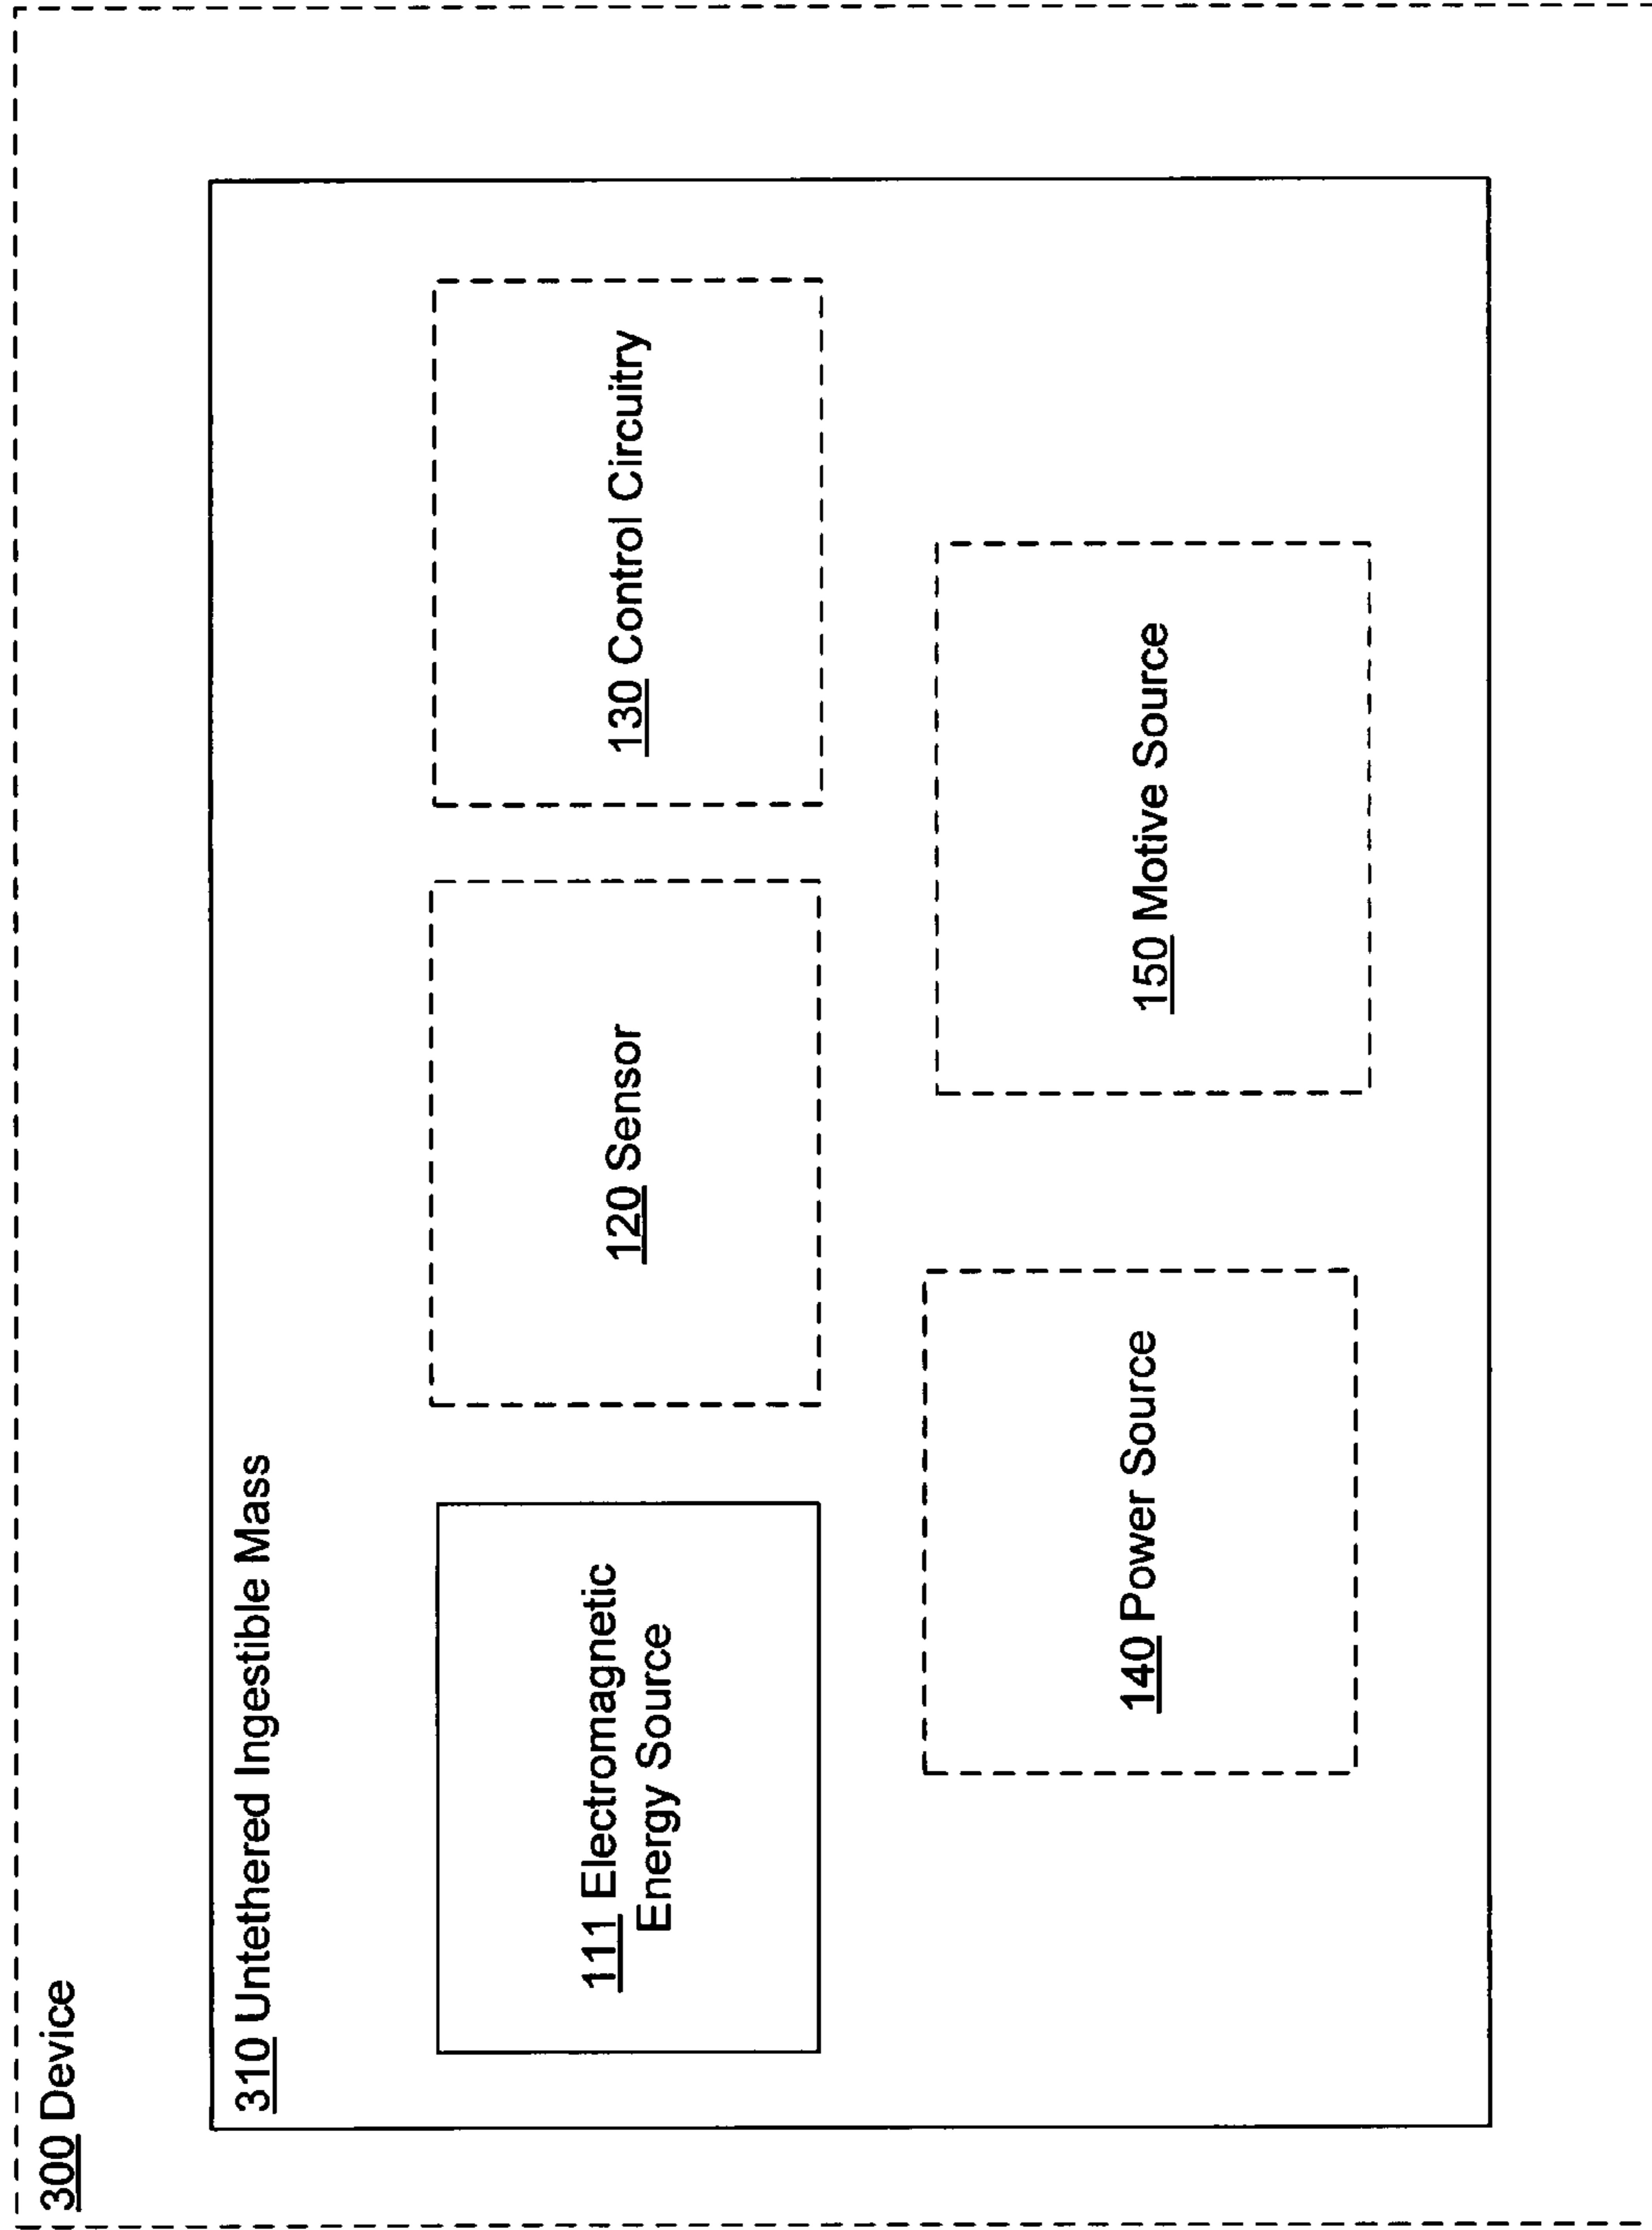 300 Device
310 Untethered Ingestible Mass
111 Electromagnetic
Energy Source
120 Sensor
130 Control Circuitry
140 Power Source
150 Motive Source